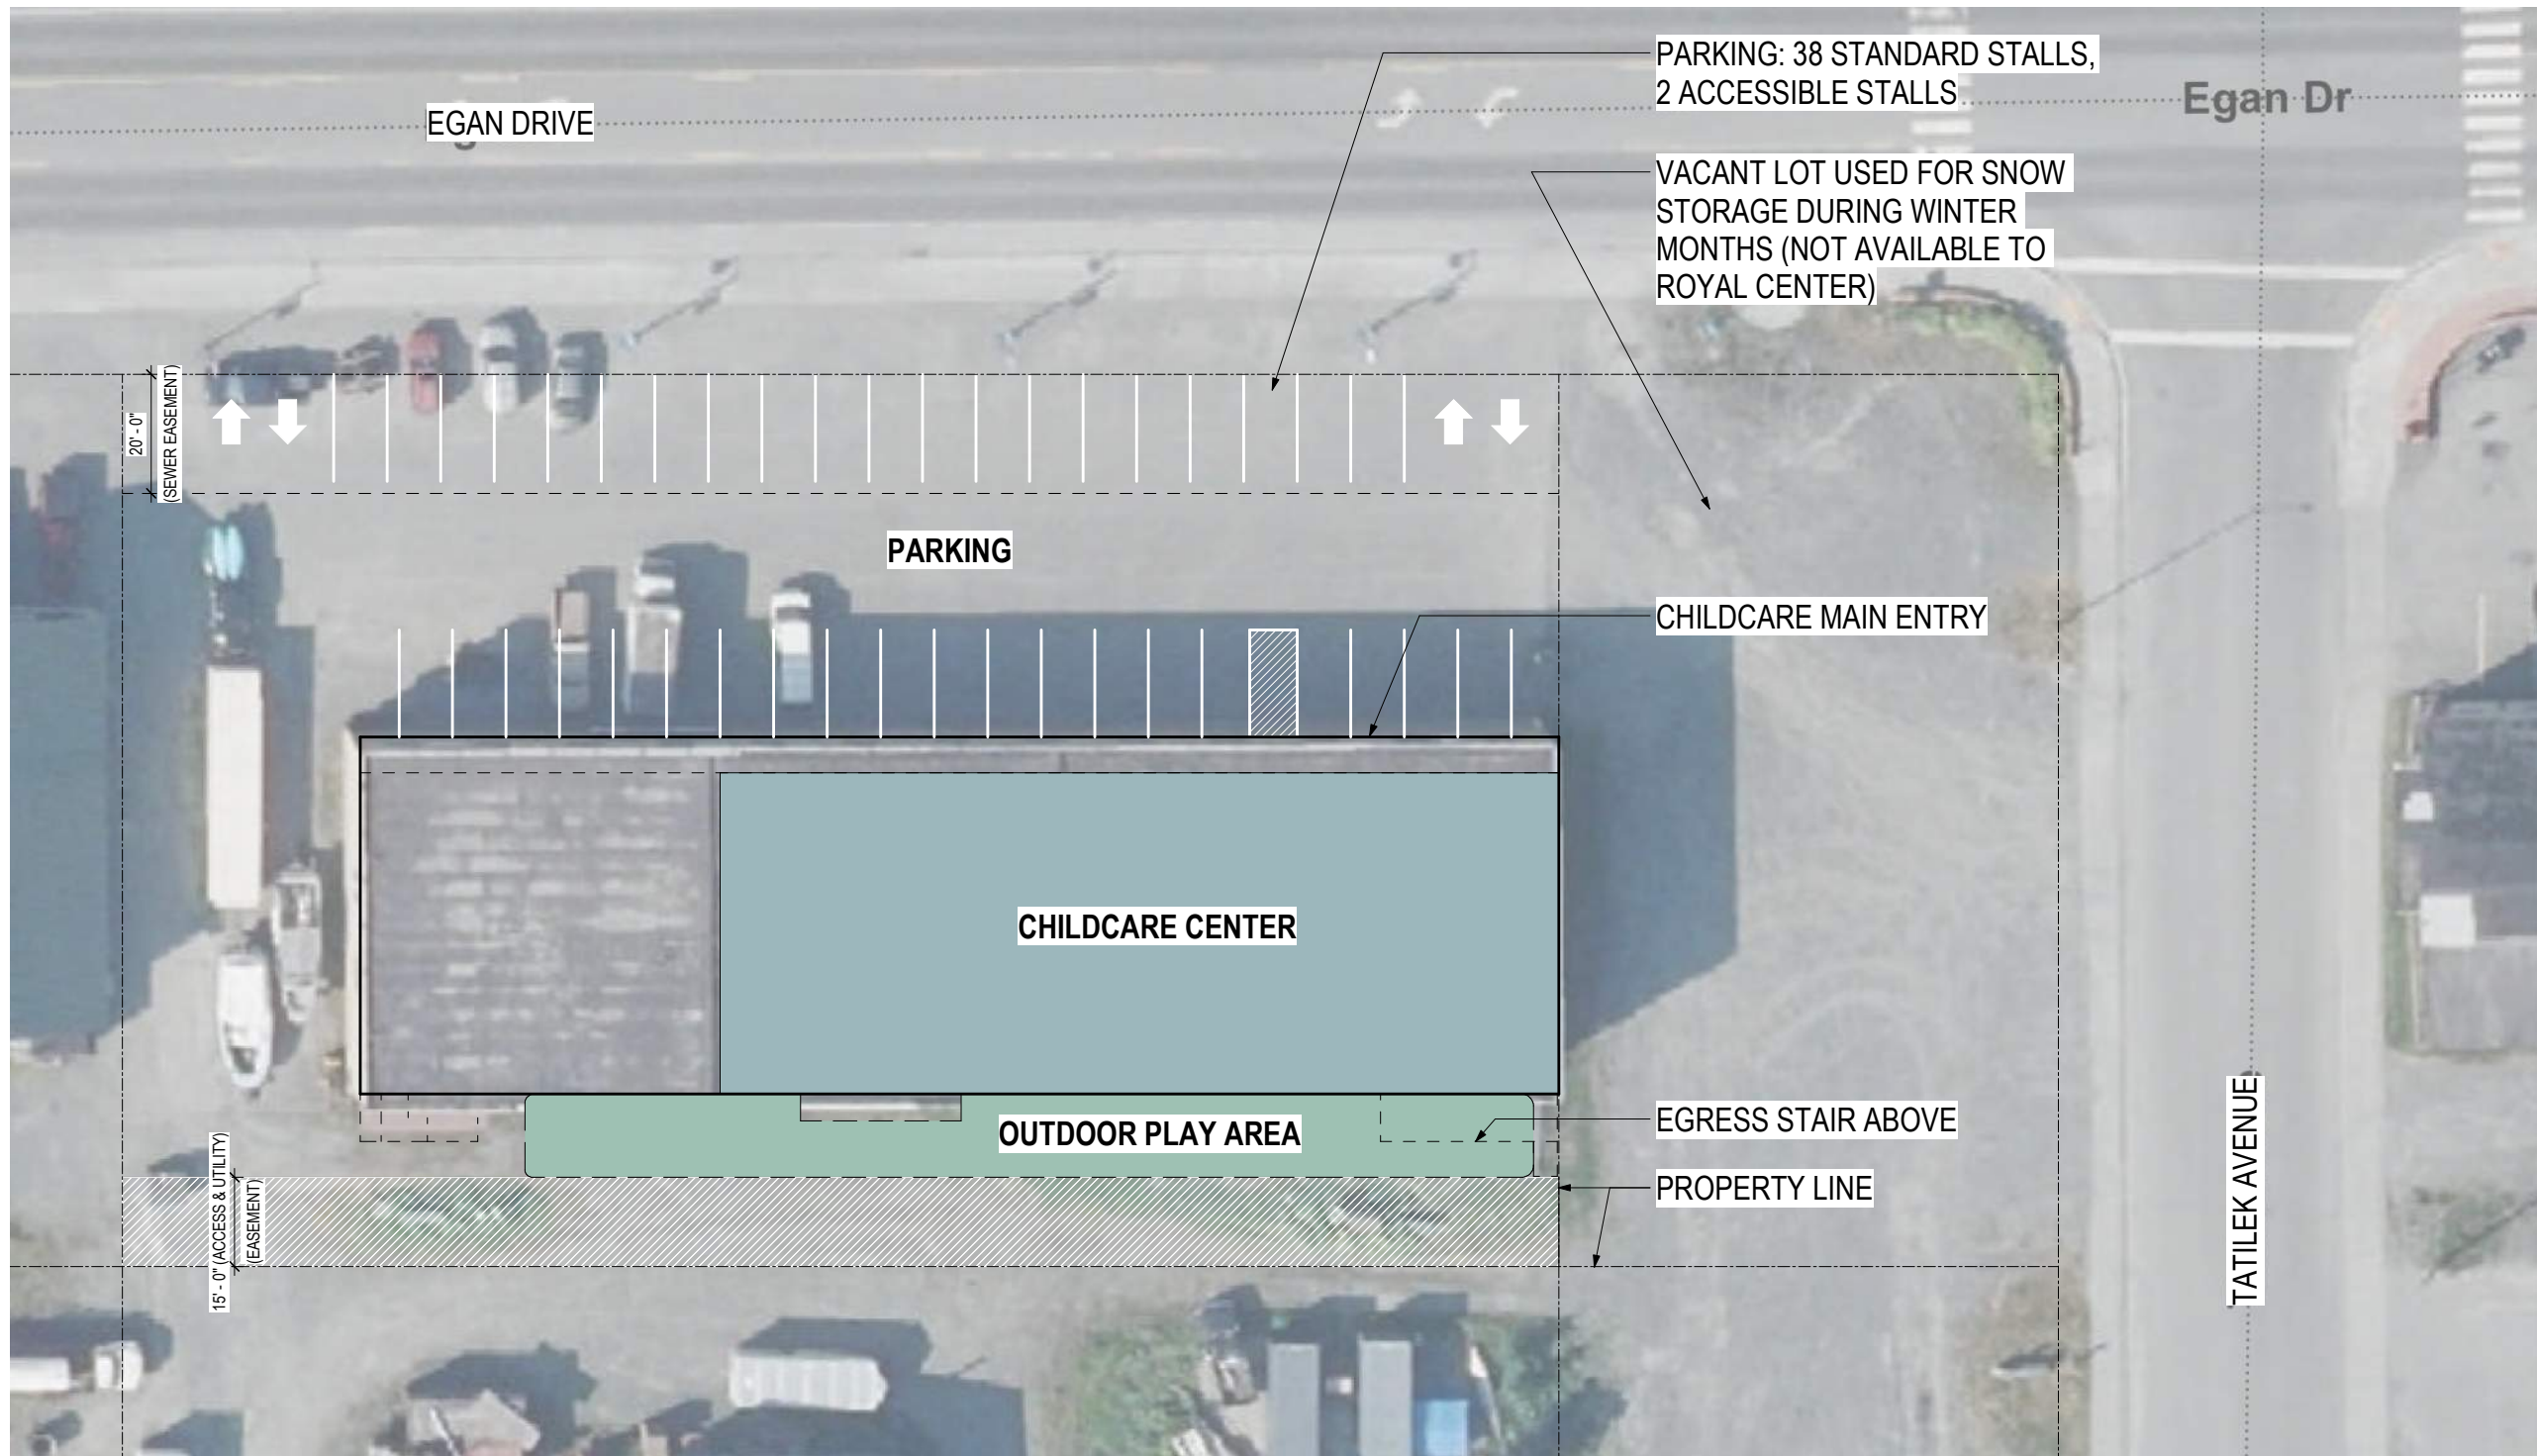 PARKING: 38 STANDARD STALLS,
2 ACCESSIBLE STALLS
EGAN DRIVE
Egan Dr
VACANT LOT USED FOR SNOW
STORAGE DURING WINTER
MONTHS (NOT AVAILABLE TO
ROYAL CENTER)
20' - 0"
(SEWER EASEMENT)
PARKING
CHILDCARE MAIN ENTRY
CHILDCARE CENTER
OUTDOOR PLAY AREA
EGRESS STAIR ABOVE
PROPERTY LINE
15' - 0" (ACCESS & UTILITY)
(EASEMENT)
TATILEK AVENUE